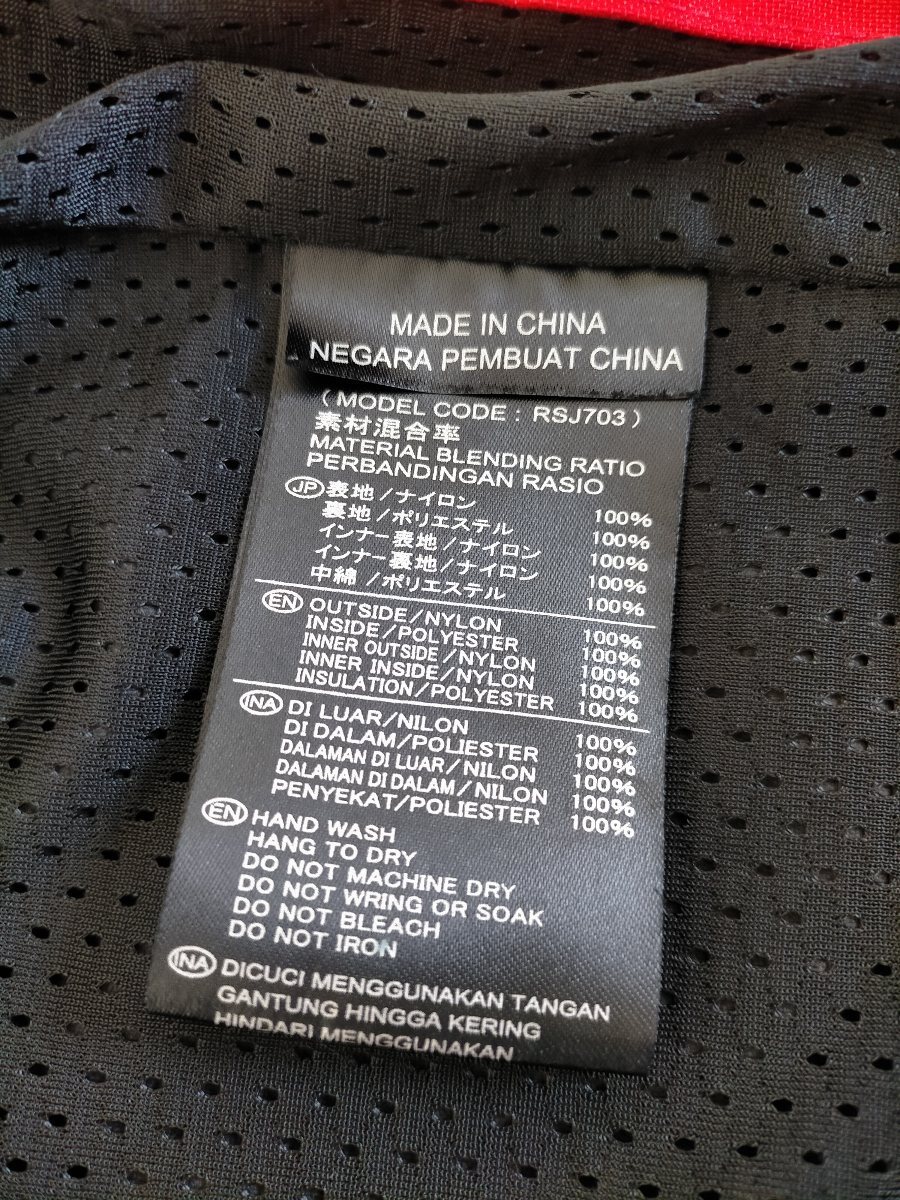 MADE IN CHINA
NEGARA PEMBUAT CHINA
( MODEL CODE : RSJ703 )
素材混合率
MATERIAL BLENDING RATIO
PERBANDINGAN RASIO
JP 表地/ナイロン 100%
裏地/ポリエステル 100%
インナー表地/ナイロン 100%
インナー裏地/ナイロン 100%
中綿 /ポリエステル 100%
EN OUTSIDE/NYLON 100%
INSIDE/POLYESTER 100%
INNER OUTSIDE/NYLON 100%
INNER INSIDE/NYLON 100%
INSULATION/POLYESTER 100%
INA DI LUAR/NILON 100%
DI DALAM/POLIESTER 100%
DALAMAN DI LUAR/NILON 100%
DALAMAN DI DALAM/NILON 100%
PENYEKAT/POLIESTER 100%
EN HAND WASH
HANG TO DRY
DO NOT MACHINE DRY
DO NOT WRING OR SOAK
DO NOT BLEACH
DO NOT IRON
INA DICUCI MENGGUNAKAN TANGAN
GANTUNG HINGGA KERING
HINDARI MENGGUNAKAN